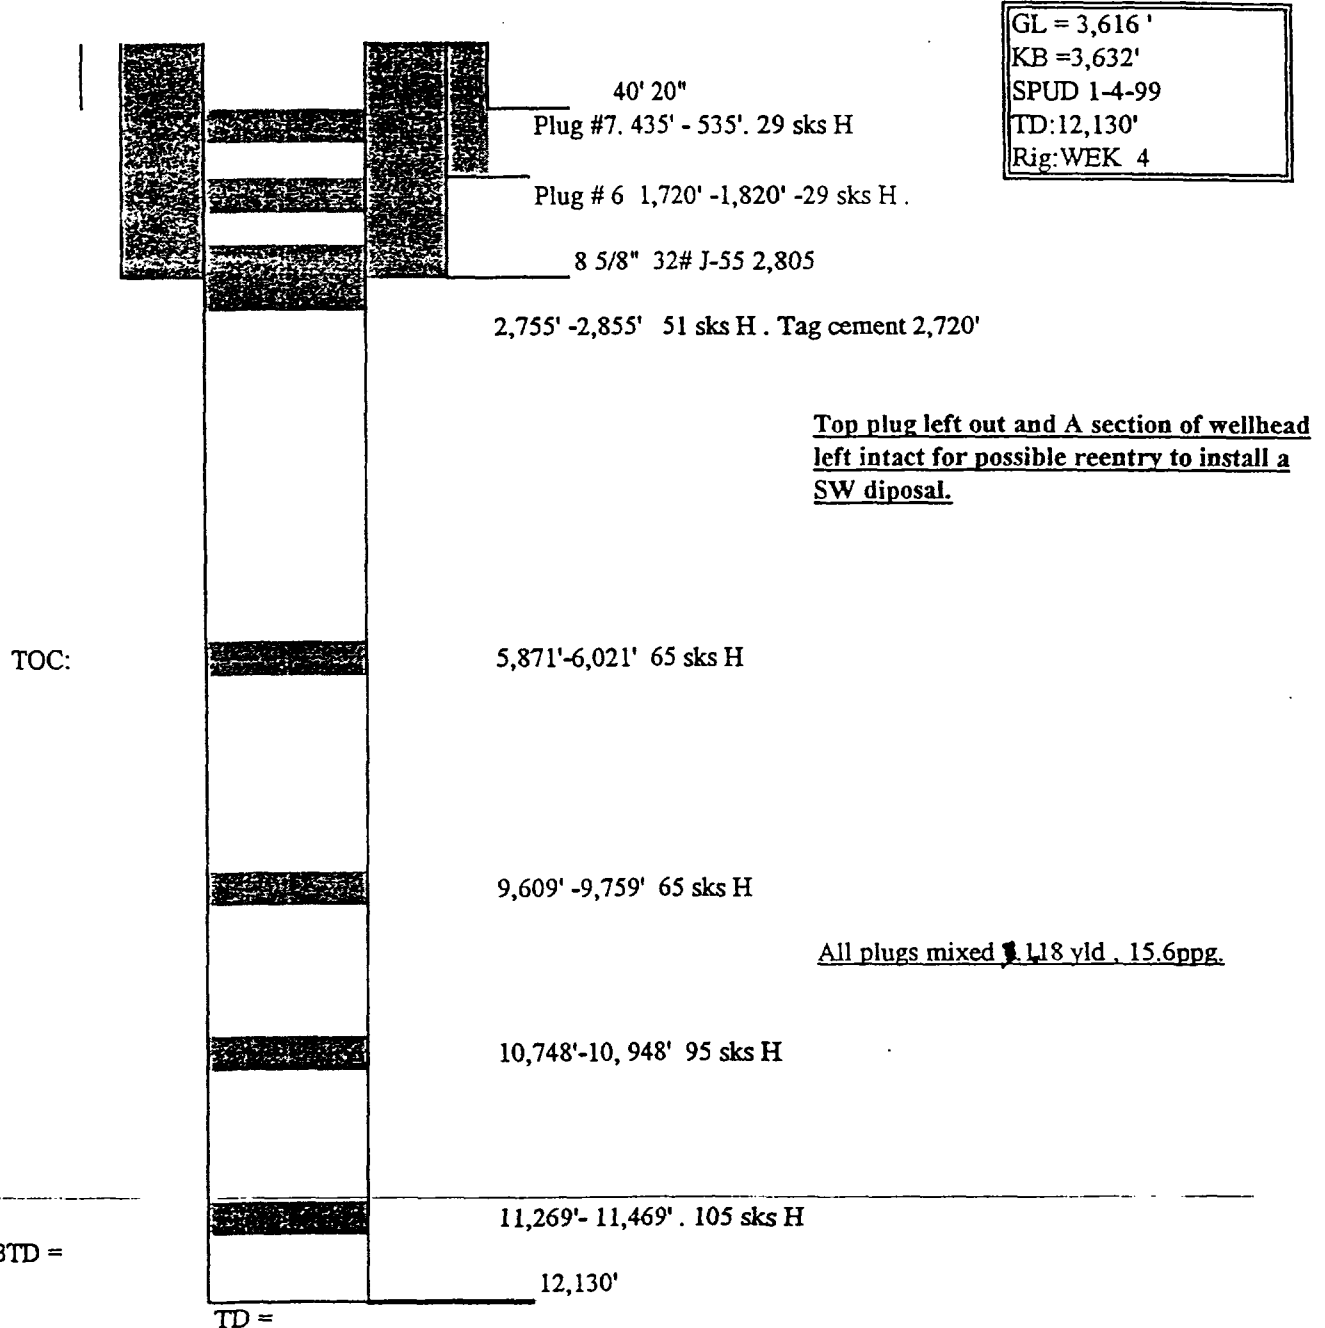 GL = 3,616 '
KB =3,632'
SPUD 1-4-99
TD:12,130'
Rig:WEK 4
40' 20"
Plug #7. 435' - 535'. 29 sks H
Plug # 6 1,720' -1,820' -29 sks H .
8 5/8" 32# J-55 2,805
2,755' -2,855' 51 sks H . Tag cement 2,720'
Top plug left out and A section of wellhead
left intact for possible reentry to install a
SW diposal.
TOC:
5,871'-6,021' 65 sks H
9,609' -9,759' 65 sks H
All plugs mixed 1.18 yld , 15.6ppg.
10,748'-10, 948' 95 sks H
11,269'- 11,469' . 105 sks H
BTD =
12,130'
TD =